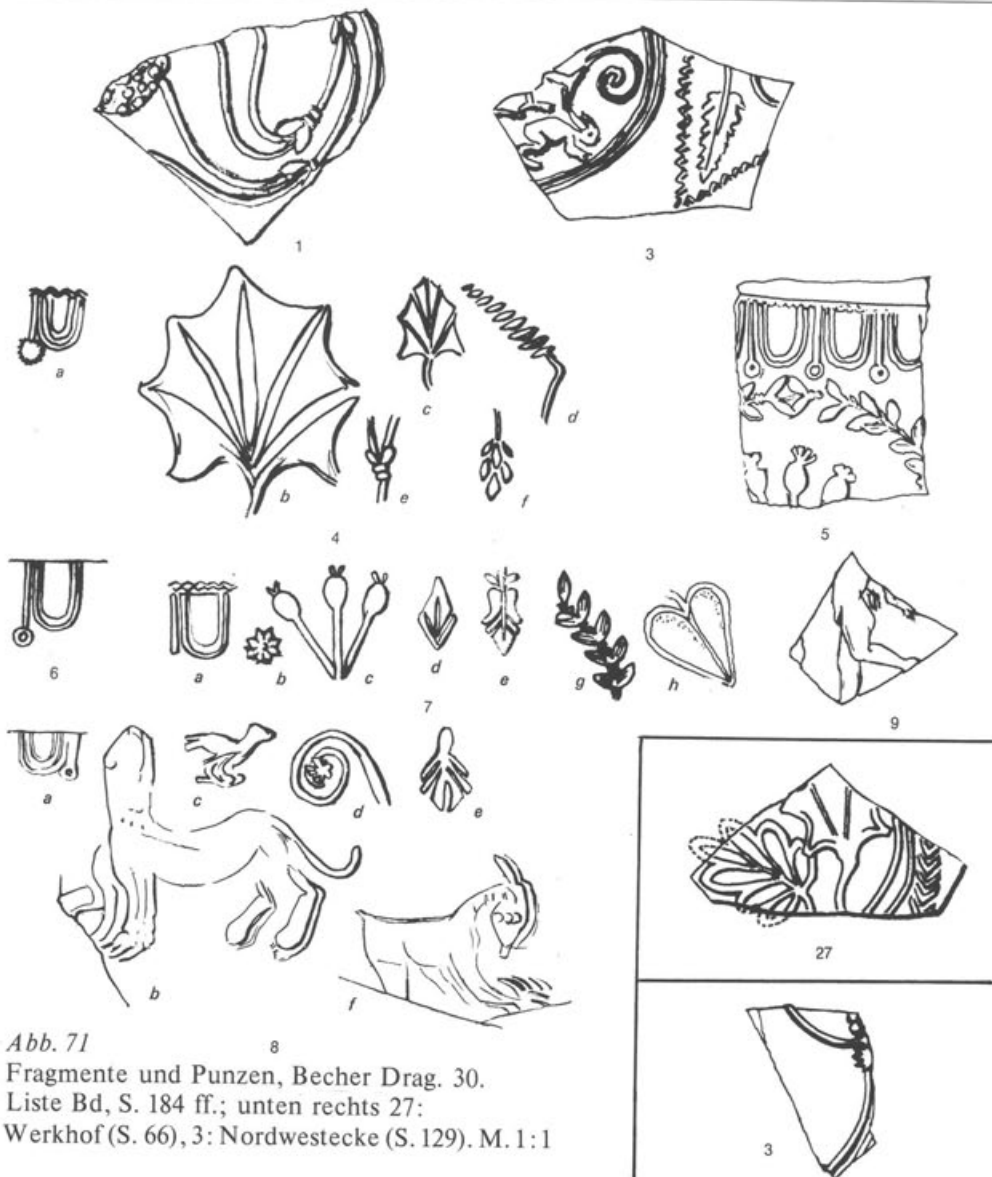 1
3
a
b
c
d
e
f
4
5
6
a
b
c
d
e
g
h
7
9
a
b
c
d
e
f
8
27
3
Abb. 71
Fragmente und Punzen, Becher Drag. 30.
Liste Bd, S. 184 ff.; unten rechts 27:
Werkhof (S. 66), 3: Nordwestecke (S. 129). M. 1:1